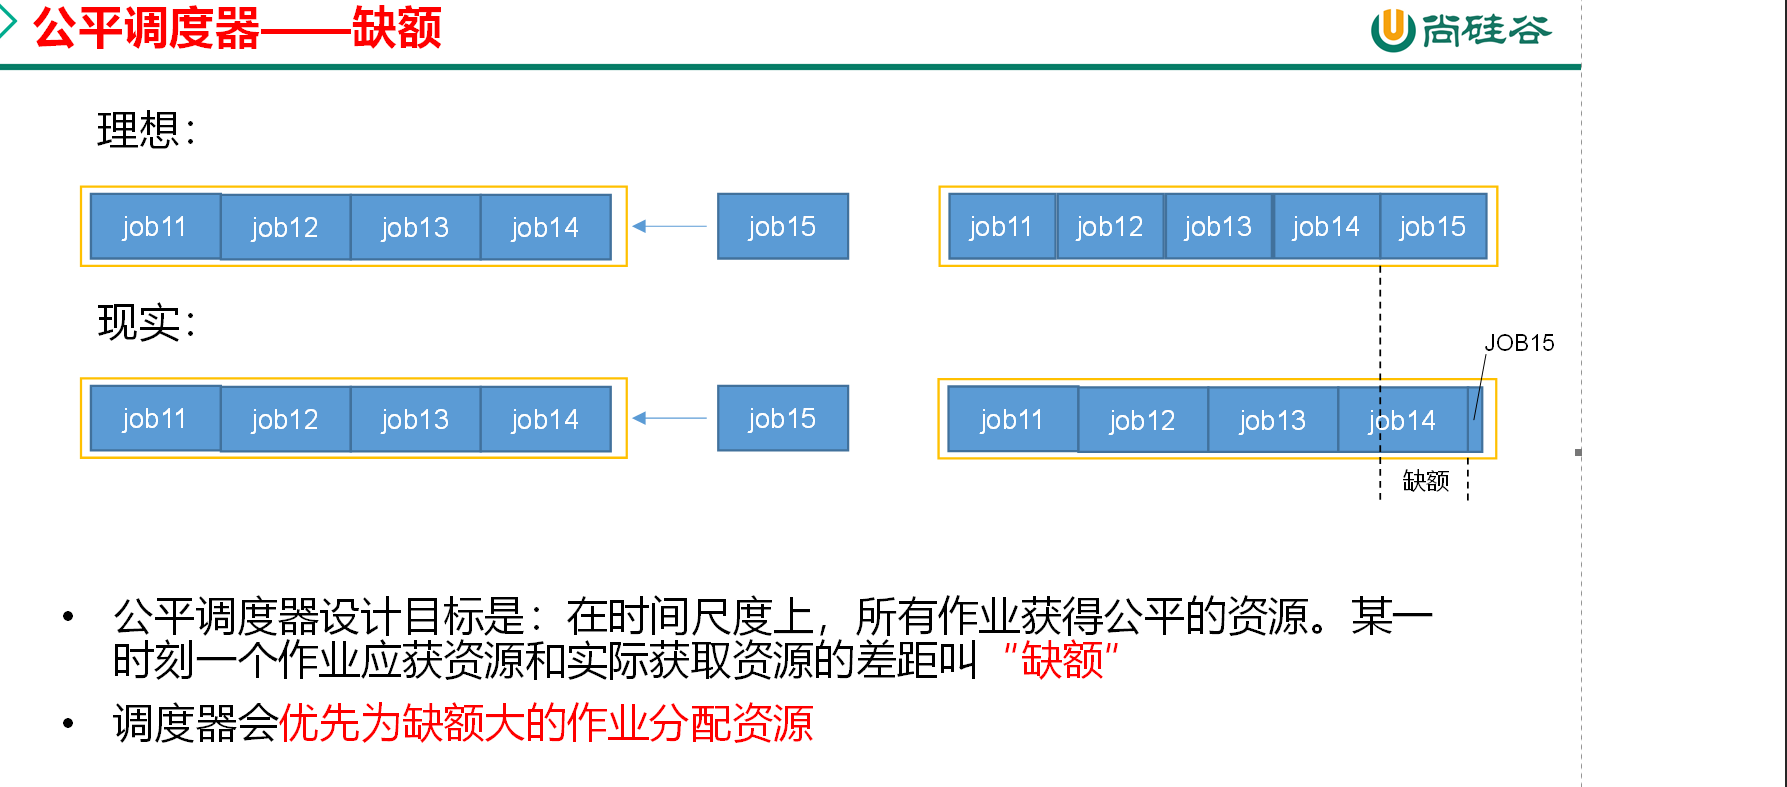 公平调度器——缺额
尚硅谷
理想：
job11 job12 job13 job14 job15 job11 job12 job13 job14 job15
现实：
JOB15
job11 job12 job13 job14 job15 job11 job12 job13 job14
缺额
• 公平调度器设计目标是：在时间尺度上，所有作业获得公平的资源。某一
时刻一个作业应获资源和实际获取资源的差距叫“缺额”
• 调度器会优先为缺额大的作业分配资源